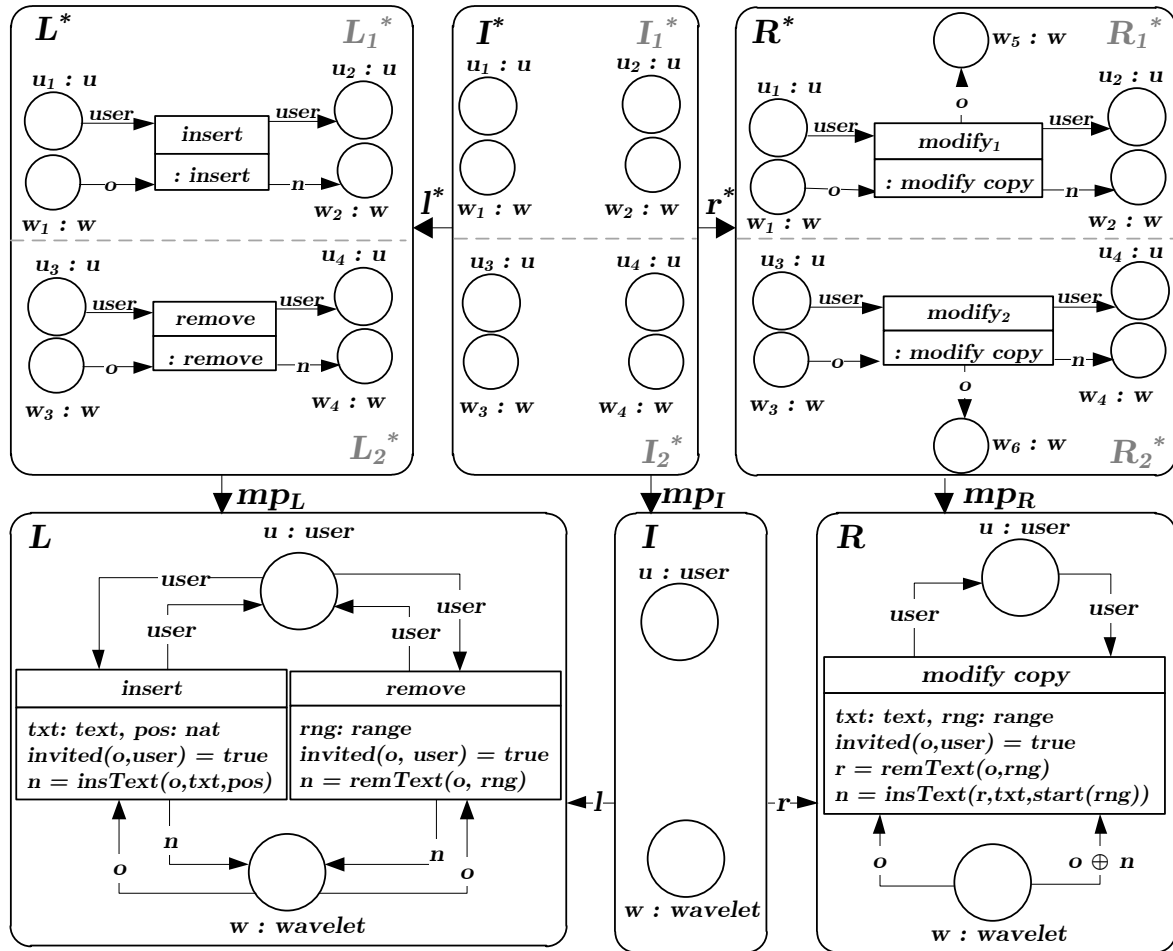 L*
L₁*
u₁ : u
u₂ : u
user
user
insert
: insert
o
n
w₁ : w
w₂ : w
u₃ : u
u₄ : u
user
user
remove
: remove
o
n
w₃ : w
w₄ : w
L₂*
l*
I*
I₁*
u₁ : u
u₂ : u
w₁ : w
w₂ : w
u₃ : u
u₄ : u
w₃ : w
w₄ : w
I₂*
r*
R*
w₅ : w
R₁*
u₁ : u
u₂ : u
o
user
user
modify₁
: modify copy
o
n
w₁ : w
w₂ : w
u₃ : u
u₄ : u
user
user
modify₂
: modify copy
o
n
o
w₃ : w
w₄ : w
w₆ : w
R₂*
mp_L
mp_I
mp_R
L
u : user
user
user
user
user
insert
txt: text, pos: nat
invited(o,user) = true
n = insText(o,txt,pos)
remove
rng: range
invited(o, user) = true
n = remText(o, rng)
n
n
o
o
w : wavelet
l
I
u : user
w : wavelet
r
R
u : user
user
user
modify copy
txt: text, rng: range
invited(o,user) = true
r = remText(o,rng)
n = insText(r,txt,start(rng))
o
o ⊕ n
w : wavelet